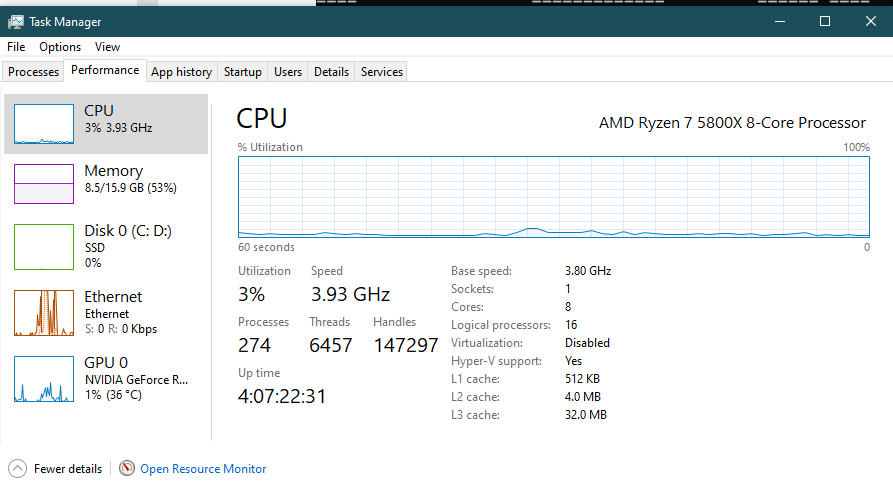 Task Manager
File Options View
Processes Performance App history Startup Users Details Services
CPU
3% 3.93 GHz
Memory
8.5/15.9 GB (53%)
Disk 0 (C: D:)
SSD
0%
Ethernet
Ethernet
S: 0 R: 0 Kbps
GPU 0
NVIDIA GeForce R...
1% (36 °C)
CPU AMD Ryzen 7 5800X 8-Core Processor
% Utilization 100%
60 seconds 0
Utilization Speed
3% 3.93 GHz
Processes Threads Handles
274 6457 147297
Up time
4:07:22:31
Base speed: 3.80 GHz
Sockets: 1
Cores: 8
Logical processors: 16
Virtualization: Disabled
Hyper-V support: Yes
L1 cache: 512 KB
L2 cache: 4.0 MB
L3 cache: 32.0 MB
Fewer details Open Resource Monitor